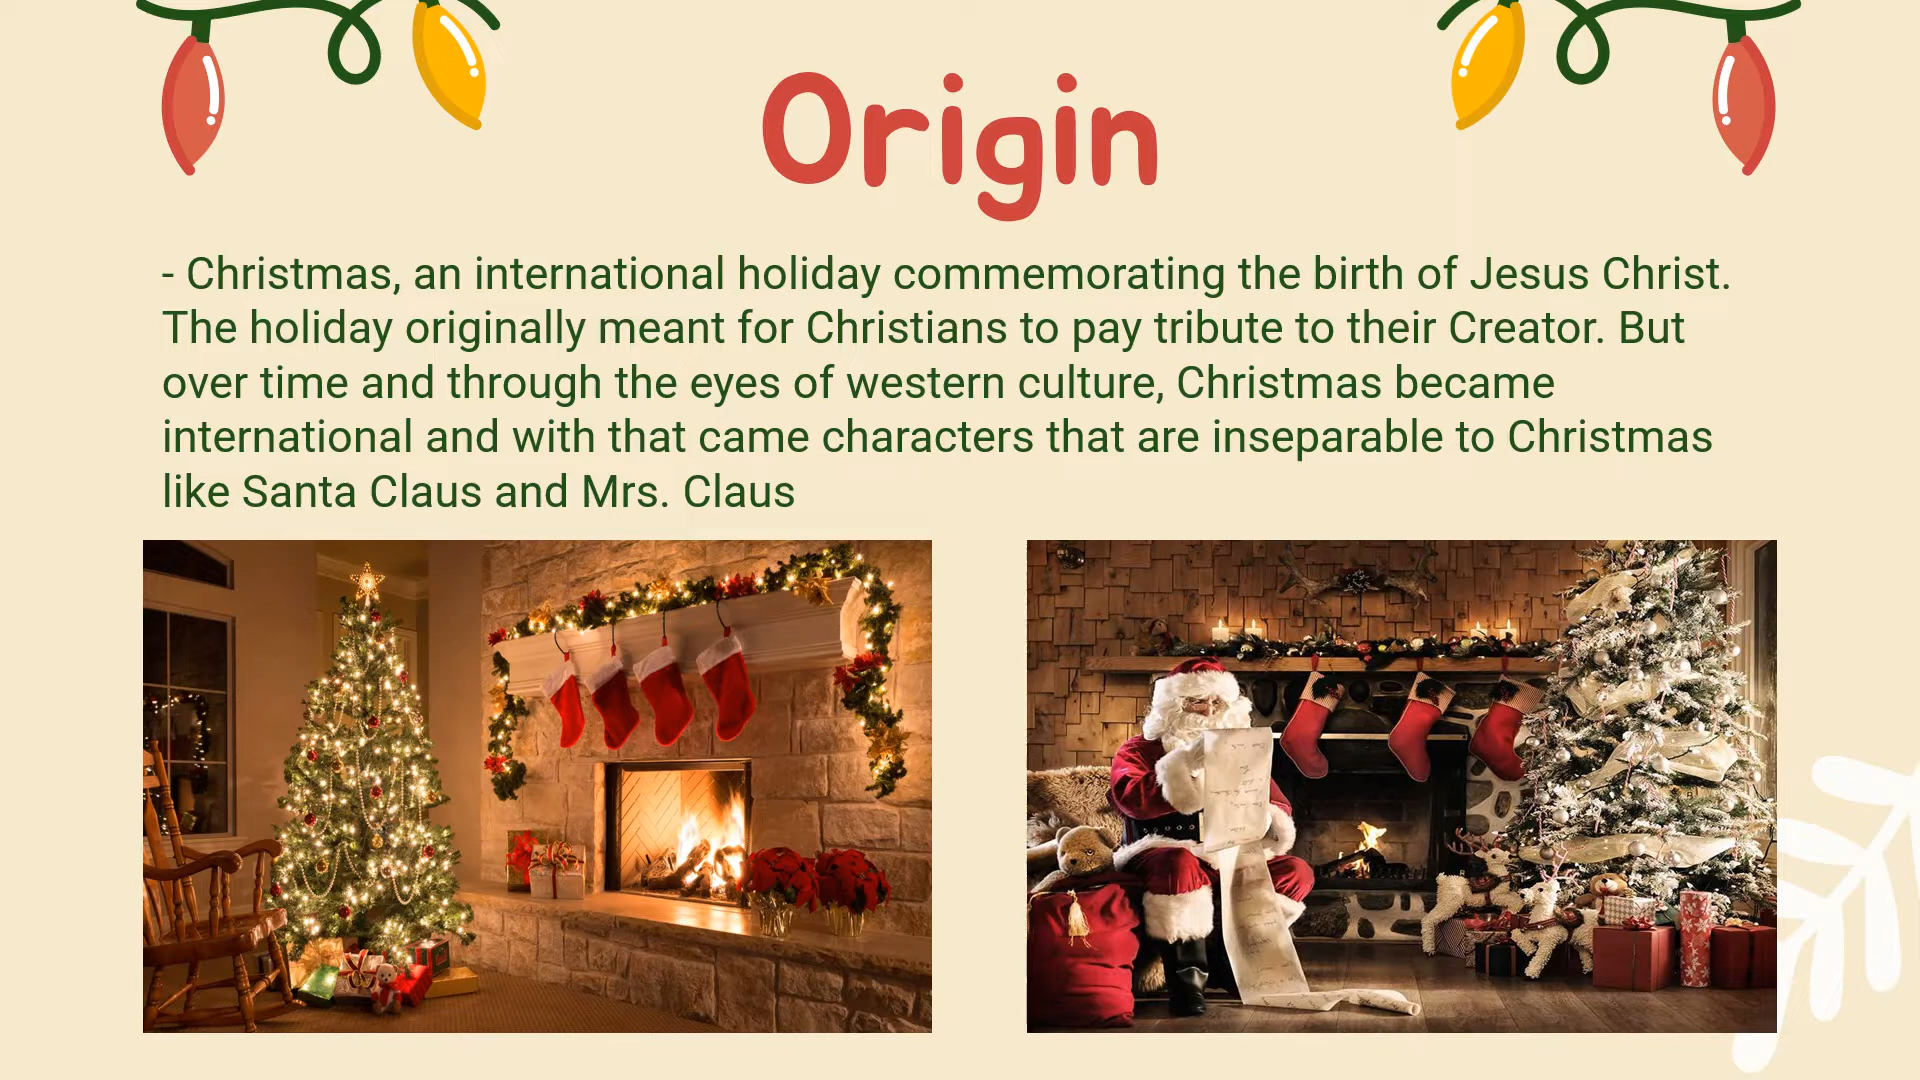 Origin
- Christmas, an international holiday commemorating the birth of Jesus Christ.
The holiday originally meant for Christians to pay tribute to their Creator. But
over time and through the eyes of western culture, Christmas became
international and with that came characters that are inseparable to Christmas
like Santa Claus and Mrs. Claus